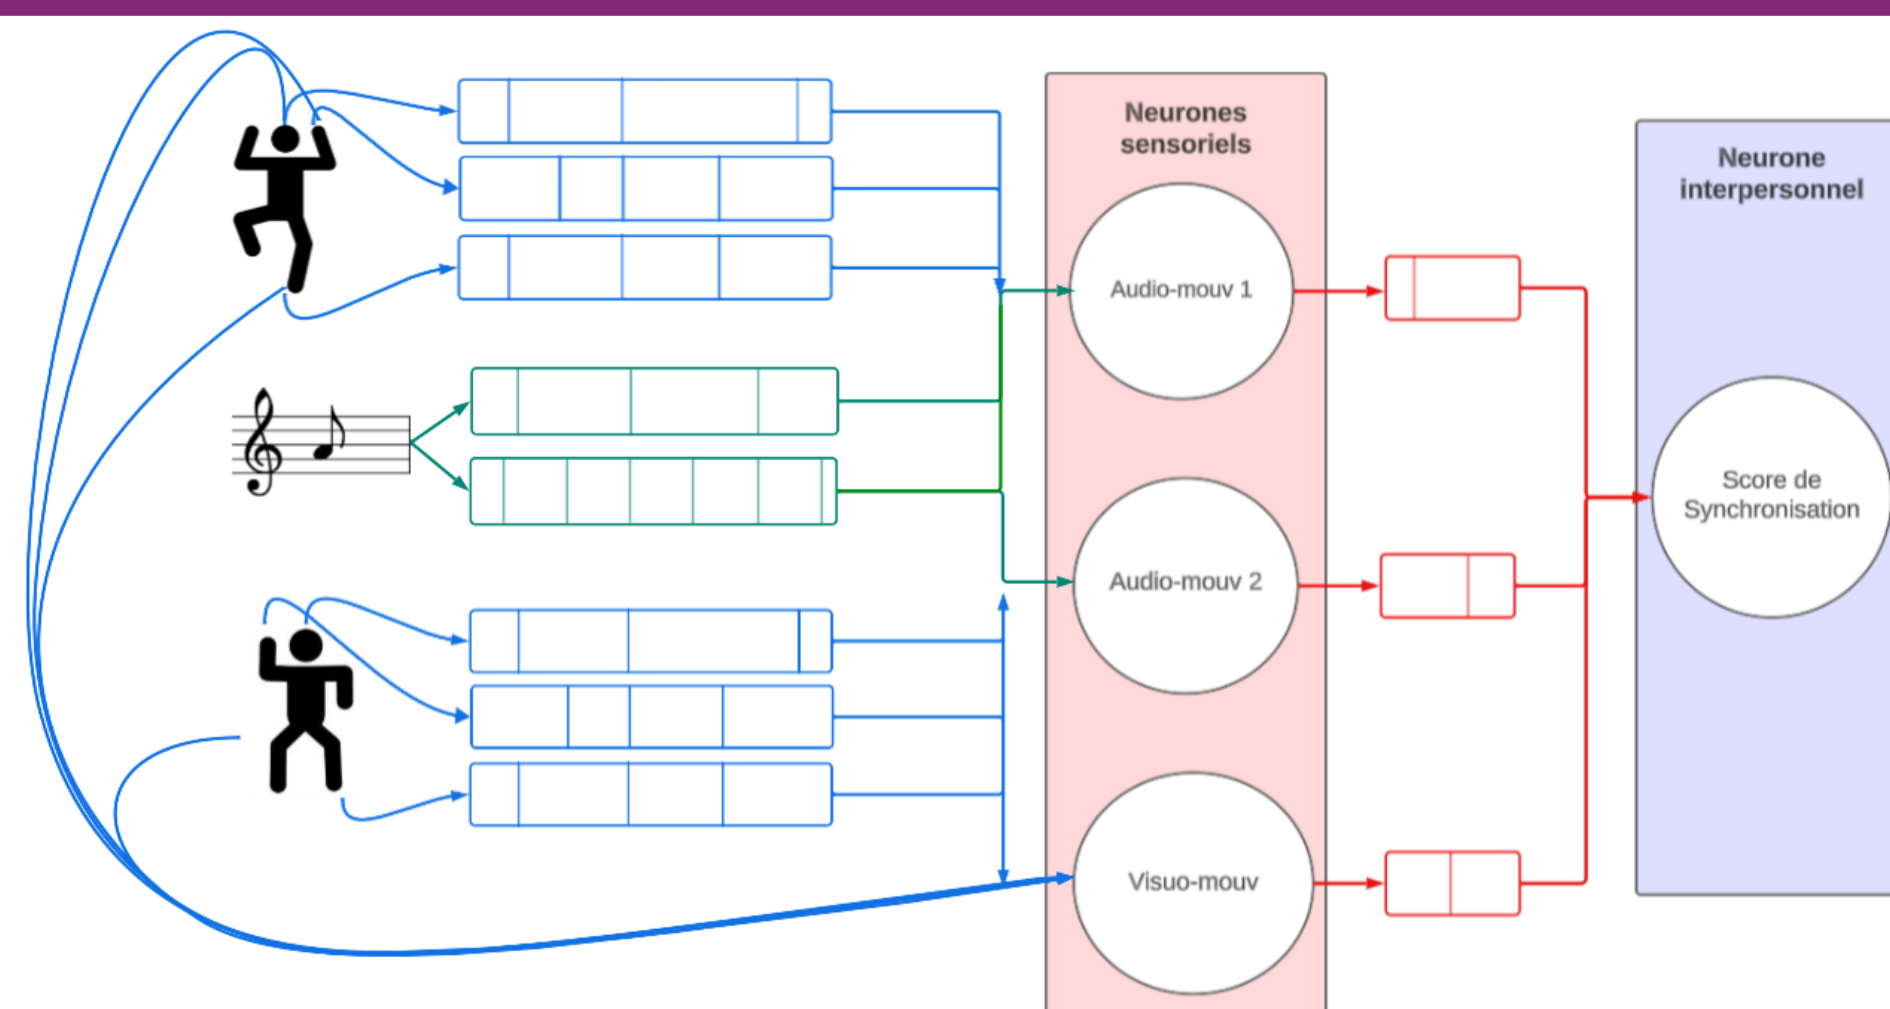 Neurones
sensoriels
Audio-mouv 1
Audio-mouv 2
Visuo-mouv
Neurone
interpersonnel
Score de
Synchronisation